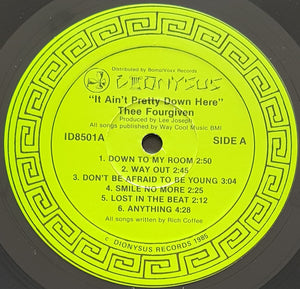 Distributed by Bomp/Voxx Records
DIONYSUS
"It Ain't Pretty Down Here"
Thee Fourgiven
Produced by Lee Joseph
All songs published by Way Cool Music BMI
ID8501A SIDE A
1. DOWN TO MY ROOM 2:50
2. WAY OUT 2:55
3. DON'T BE AFRAID TO BE YOUNG 3:04
4. SMILE NO MORE 2:25
5. LOST IN THE BEAT 2:12
6. ANYTHING 4:28
All songs written by Rich Coffee
c DIONYSUS RECORDS 1985